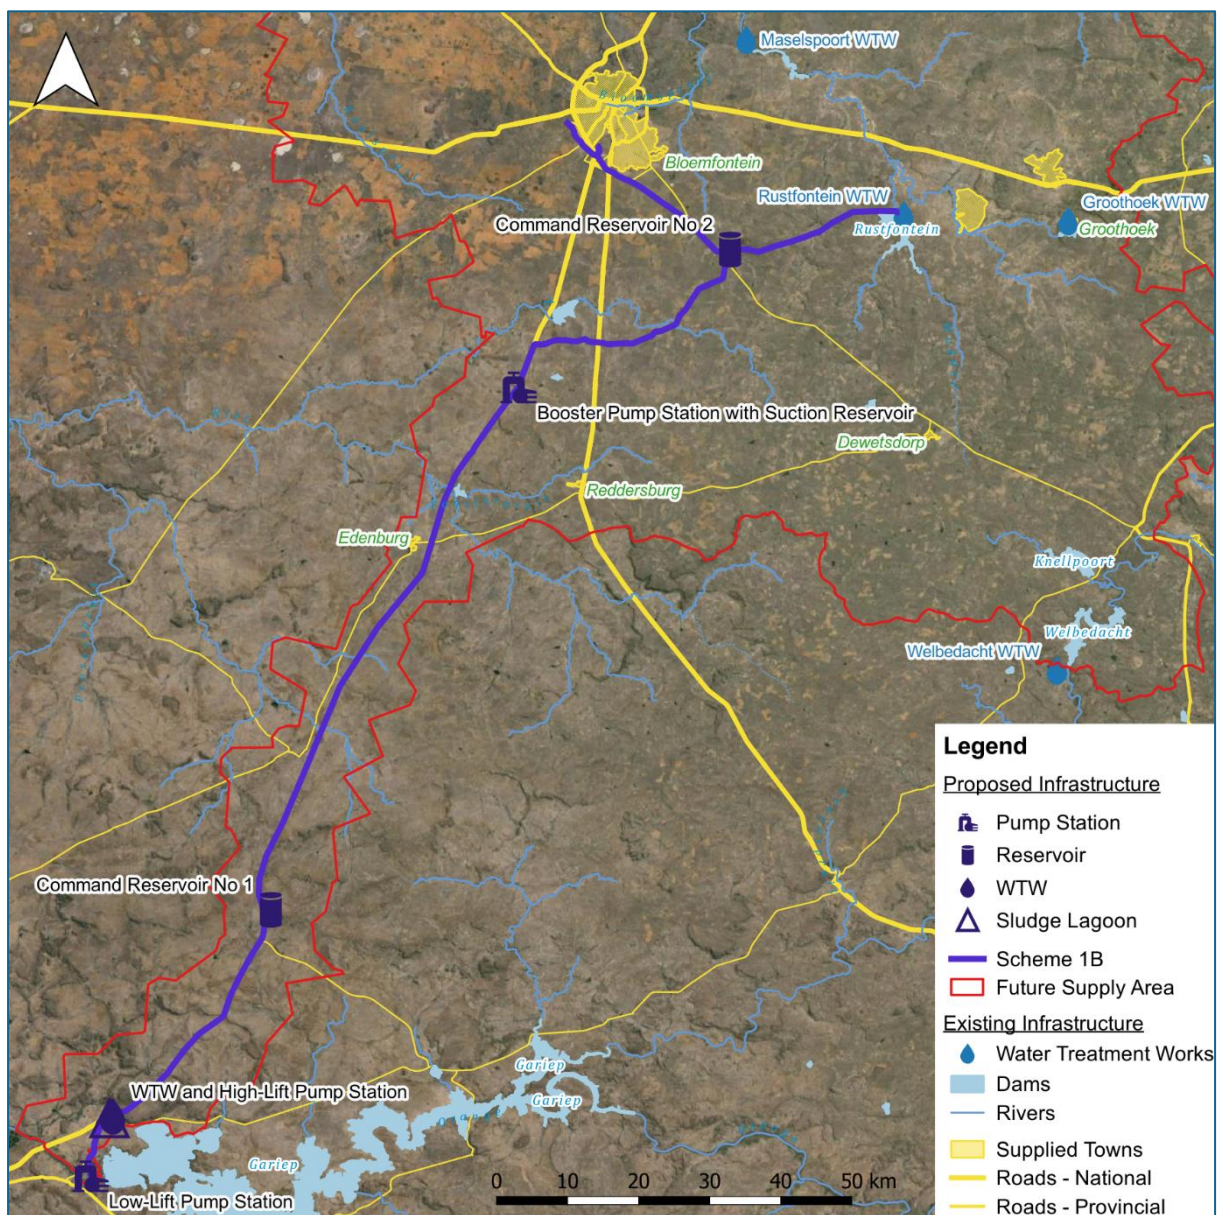 Maselspoort WTW
Bloemfontein
Rustfontein WTW
Groothoek WTW
Command Reservoir No 2
Rustfontein
Groothoek
Booster Pump Station with Suction Reservoir
Dewetsdorp
Reddersburg
Edenburg
Knellpoort
Welbedacht
Welbedacht WTW
Command Reservoir No 1
WTW and High-Lift Pump Station
Gariep
Gariep
Gariep
Low-Lift Pump Station
0 10 20 30 40 50 km
Legend
Proposed Infrastructure
Pump Station
Reservoir
WTW
Sludge Lagoon
Scheme 1B
Future Supply Area
Existing Infrastructure
Water Treatment Works
Dams
Rivers
Supplied Towns
Roads - National
Roads - Provincial